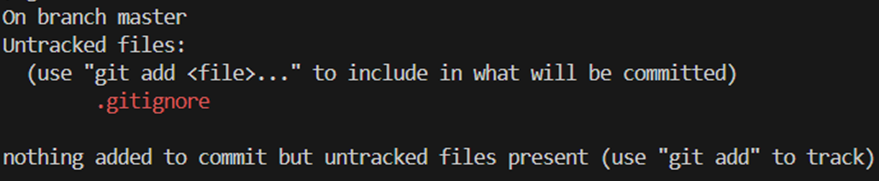 On branch master
Untracked files:
  (use "git add <file>..." to include in what will be committed)
        .gitignore

nothing added to commit but untracked files present (use "git add" to track)